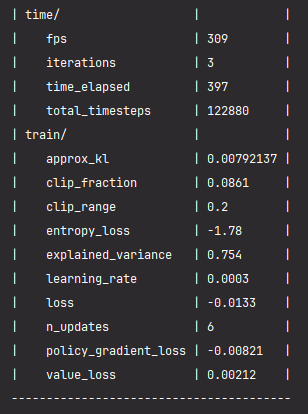 | time/                   |            |
|    fps                  | 309        |
|    iterations           | 3          |
|    time_elapsed         | 397        |
|    total_timesteps      | 122880     |
| train/                  |            |
|    approx_kl            | 0.00792137 |
|    clip_fraction        | 0.0861     |
|    clip_range           | 0.2        |
|    entropy_loss         | -1.78      |
|    explained_variance   | 0.754      |
|    learning_rate        | 0.0003     |
|    loss                 | -0.0133    |
|    n_updates            | 6          |
|    policy_gradient_loss | -0.00821   |
|    value_loss           | 0.00212    |
----------------------------------------